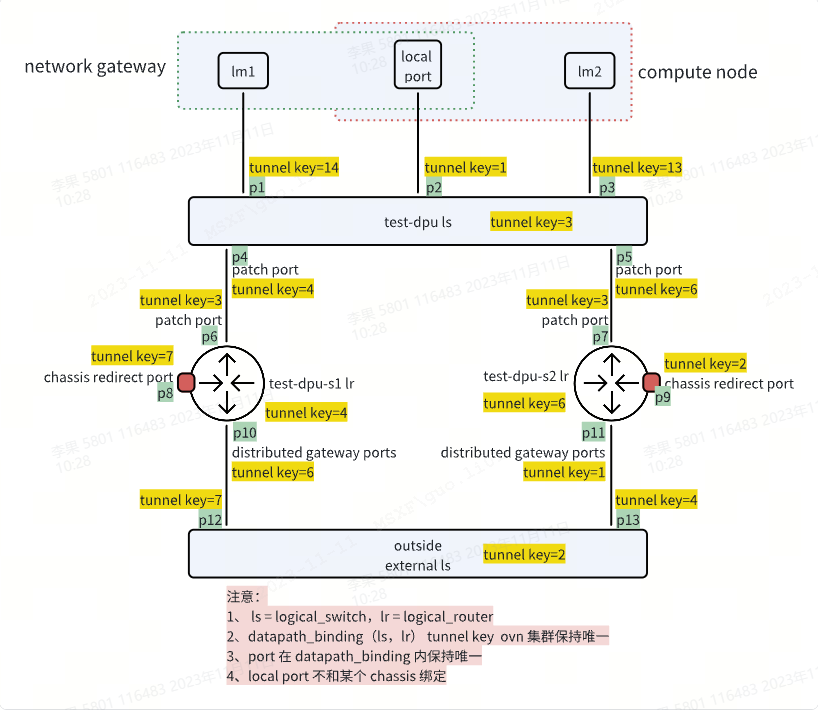 network gateway
lm1
local
port
lm2
compute node
tunnel key=14
tunnel key=1
tunnel key=13
p1
p2
p3
test-dpu ls
tunnel key=3
p4
p5
patch port
patch port
tunnel key=4
tunnel key=6
tunnel key=3
tunnel key=3
patch port
patch port
p6
p7
tunnel key=7
tunnel key=2
chassis redirect port
test-dpu-s1 lr
test-dpu-s2 lr
chassis redirect port
p8
p9
tunnel key=4
tunnel key=6
p10
p11
distributed gateway ports
distributed gateway ports
tunnel key=6
tunnel key=1
tunnel key=7
tunnel key=4
p12
p13
outside
external ls
tunnel key=2
注意：
1、 ls = logical_switch，lr = logical_router
2、datapath_binding（ls，lr） tunnel key ovn 集群保持唯一
3、port 在 datapath_binding 内保持唯一
4、local port 不和某个 chassis 绑定
李果 5801 116483 2023年11月11日
10:28